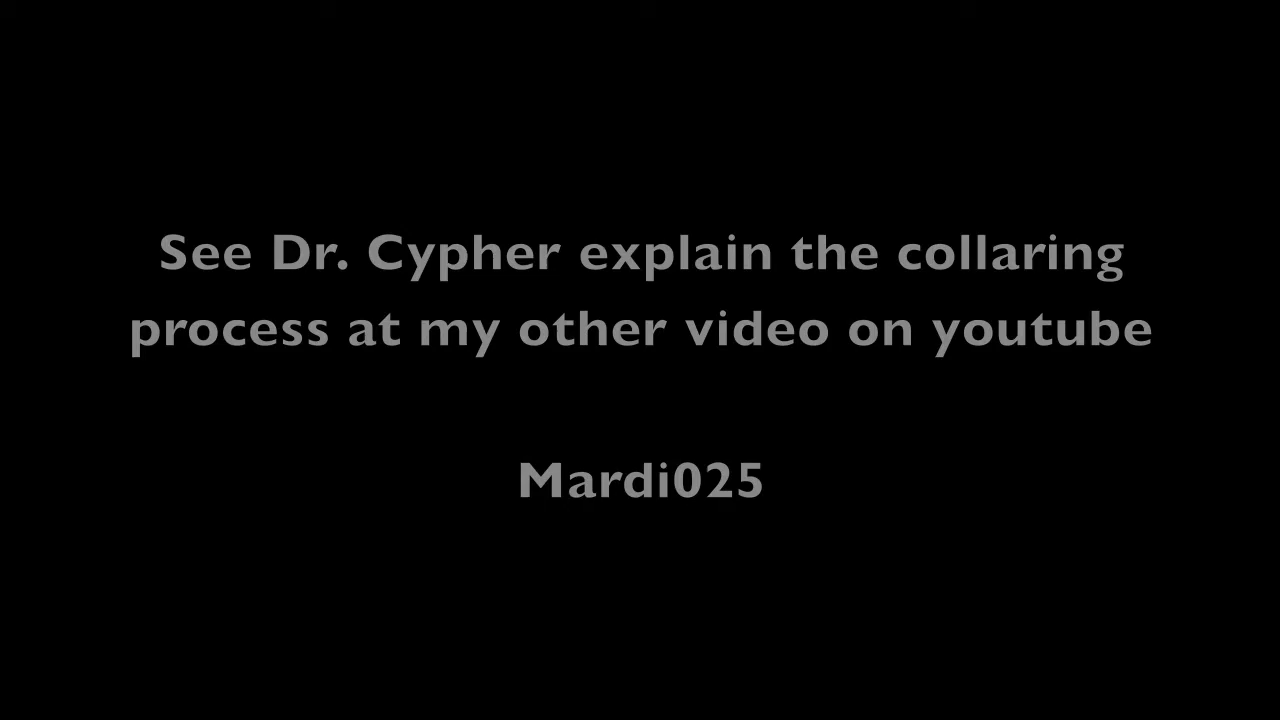 See Dr. Cypher explain the collaring
process at my other video on youtube
Mardi025